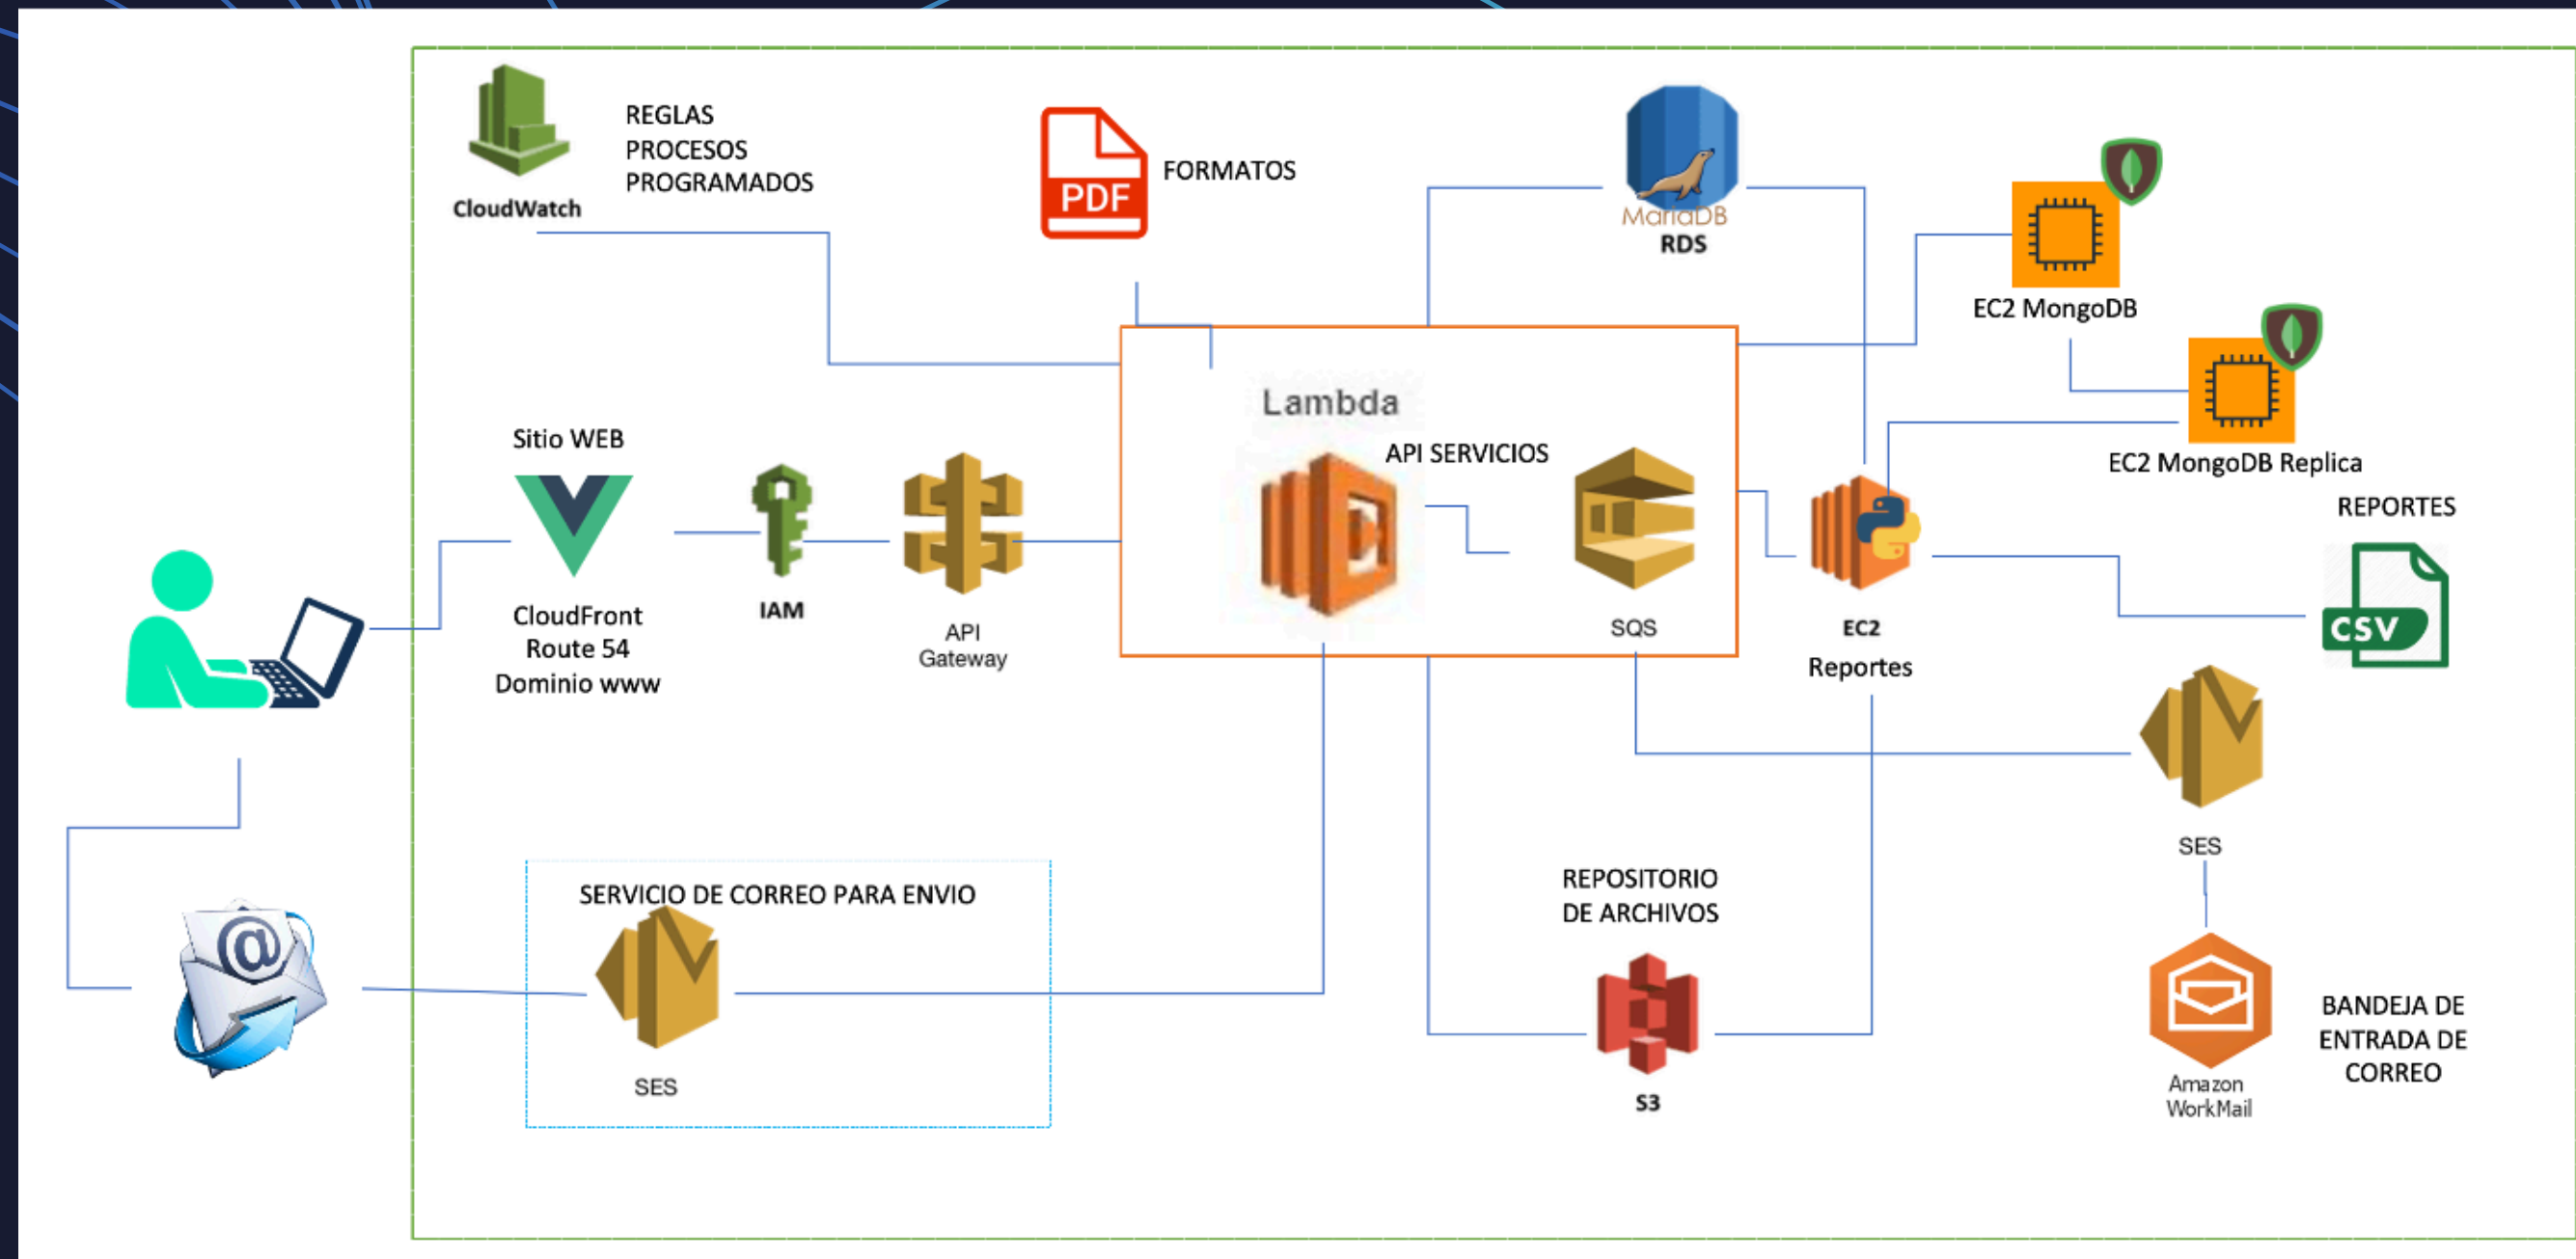 CloudWatch
REGLAS
PROCESOS
PROGRAMADOS
PDF
FORMATOS
MariaDB
RDS
EC2 MongoDB
EC2 MongoDB Replica
Sitio WEB
CloudFront
Route 54
Dominio www
IAM
API
Gateway
Lambda
API SERVICIOS
SQS
EC2
Reportes
REPORTES
CSV
SES
SERVICIO DE CORREO PARA ENVIO
@
SES
REPOSITORIO
DE ARCHIVOS
S3
Amazon
WorkMail
BANDEJA DE
ENTRADA DE
CORREO